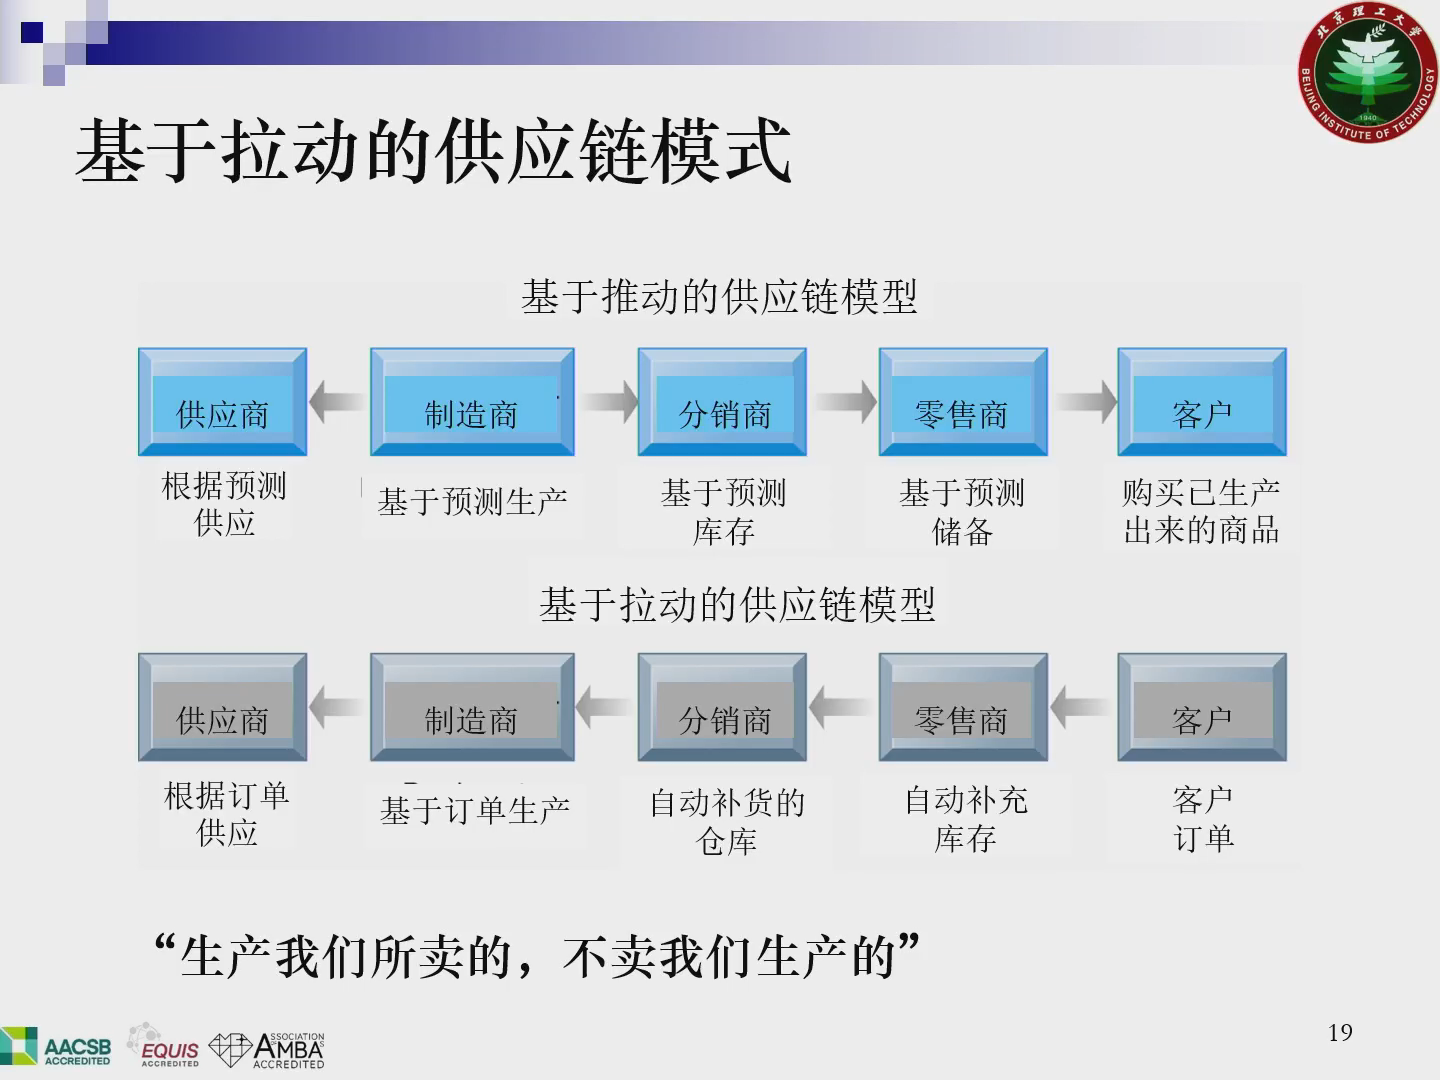 北京理工大学
BEIJING INSTITUTE OF TECHNOLOGY
1940
基于拉动的供应链模式
基于推动的供应链模型
供应商 制造商 分销商 零售商 客户
根据预测 基于预测生产 基于预测 基于预测 购买已生产
供应 库存 储备 出来的商品
基于拉动的供应链模型
供应商 制造商 分销商 零售商 客户
根据订单 基于订单生产 自动补货的 自动补充 客户
供应 仓库 库存 订单
“生产我们所卖的，不卖我们生产的”
AACSB
ACCREDITED
EQUIS
ACCREDITED
ASSOCIATION
OF
AMBAS
ACCREDITED
19